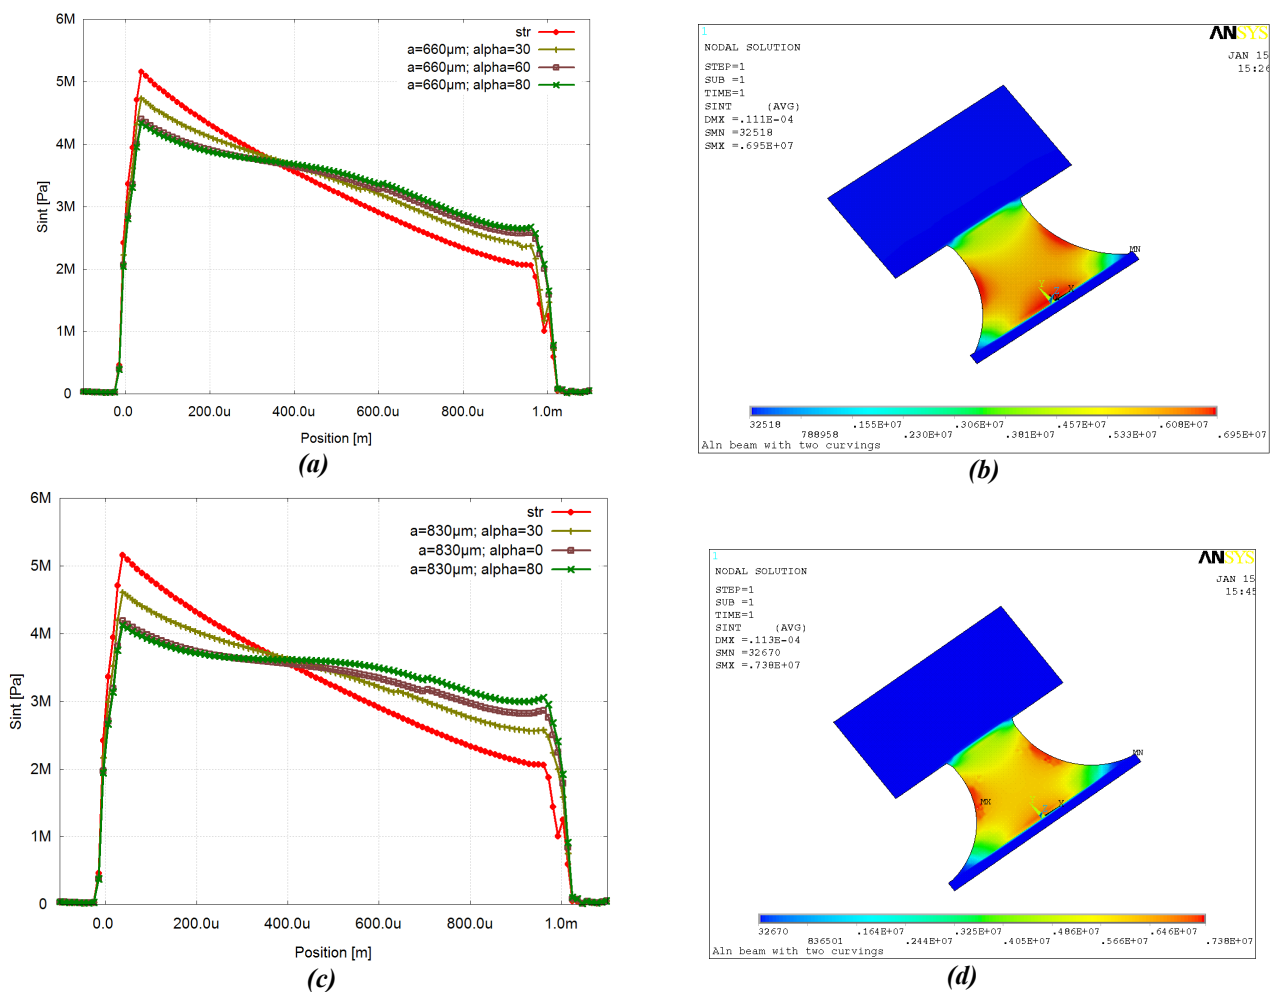 6M
5M
4M
3M
2M
1M
0
Sint [Pa]
str
a=660µm; alpha=30
a=660µm; alpha=60
a=660µm; alpha=80
0.0
200.0u
400.0u
600.0u
800.0u
1.0m
Position [m]
(a)
1
NODAL SOLUTION
STEP=1
SUB =1
TIME=1
SINT (AVG)
DMX =.111E-04
SMN =32518
SMX =.695E+07
ANSYS
JAN 15
15:26
MN
Y
X
32518
788958
.155E+07
.230E+07
.306E+07
.381E+07
.457E+07
.533E+07
.608E+07
.695E+07
Aln beam with two curvings
(b)
6M
5M
4M
3M
2M
1M
0
Sint [Pa]
str
a=830µm; alpha=30
a=830µm; alpha=0
a=830µm; alpha=80
0.0
200.0u
400.0u
600.0u
800.0u
1.0m
Position [m]
(c)
1
NODAL SOLUTION
STEP=1
SUB =1
TIME=1
SINT (AVG)
DMX =.113E-04
SMN =32670
SMX =.738E+07
ANSYS
JAN 15
15:45
MN
MX
X
32670
836501
.164E+07
.244E+07
.325E+07
.405E+07
.486E+07
.566E+07
.646E+07
.738E+07
Aln beam with two curvings
(d)